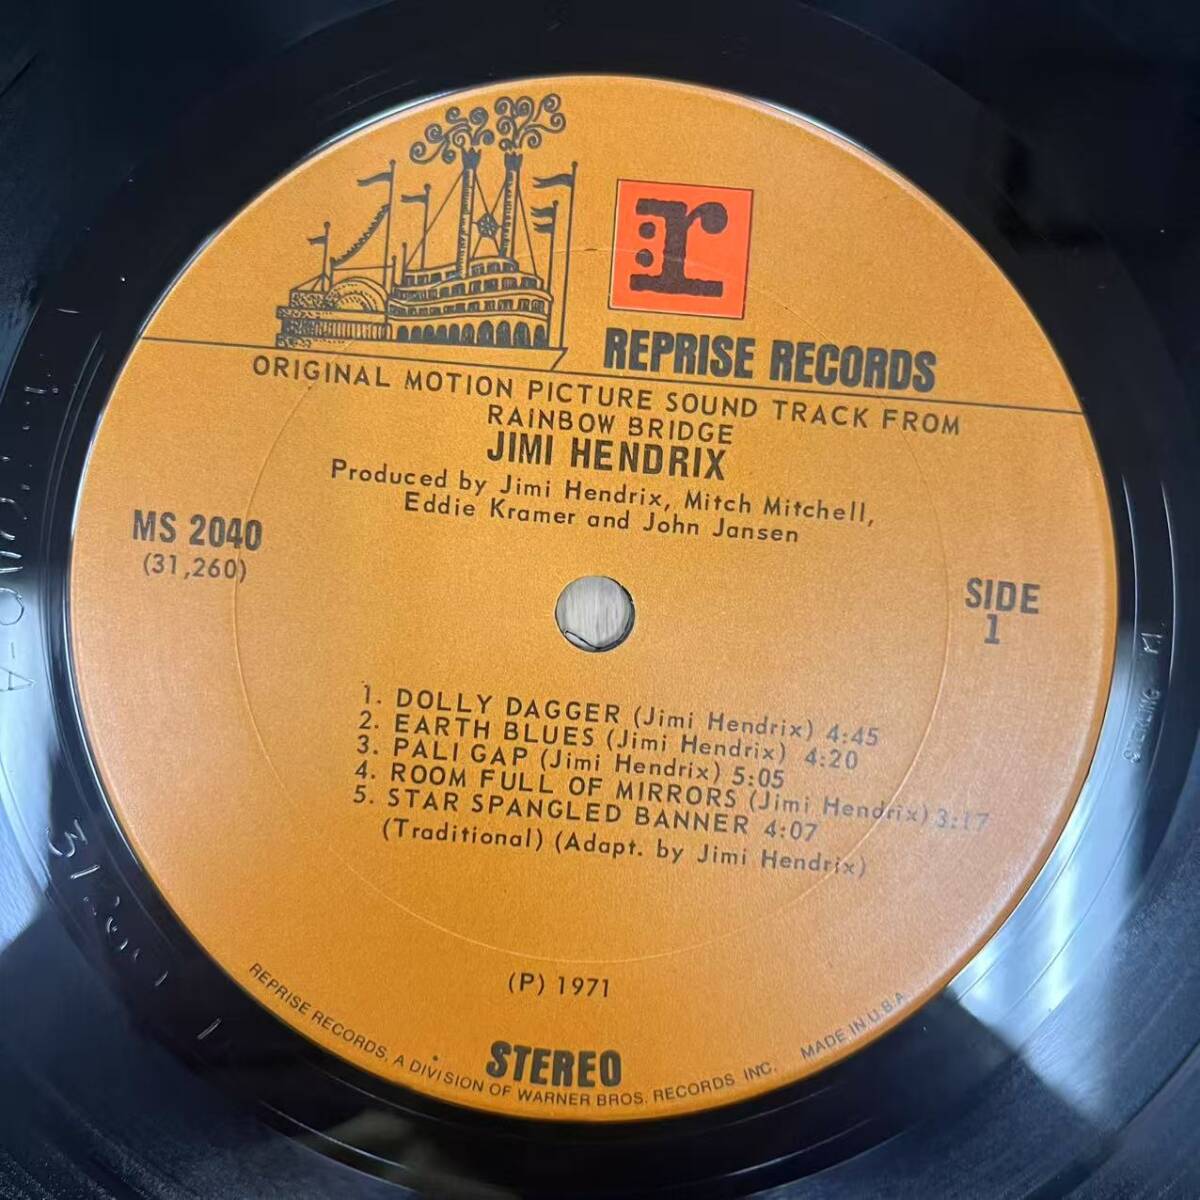 r
REPRISE RECORDS
ORIGINAL MOTION PICTURE SOUND TRACK FROM
RAINBOW BRIDGE
JIMI HENDRIX
Produced by Jimi Hendrix, Mitch Mitchell,
Eddie Kramer and John Jansen
MS 2040
(31,260)
SIDE
1
1. DOLLY DAGGER (Jimi Hendrix) 4:45
2. EARTH BLUES (Jimi Hendrix) 4:20
3. PALI GAP (Jimi Hendrix) 5:05
4. ROOM FULL OF MIRRORS (Jimi Hendrix) 3:17
5. STAR SPANGLED BANNER 4:07
(Traditional) (Adapt. by Jimi Hendrix)
(P) 1971
STEREO
REPRISE RECORDS, A DIVISION OF WARNER BROS. RECORDS INC. MADE IN U.S.A.
STERLING